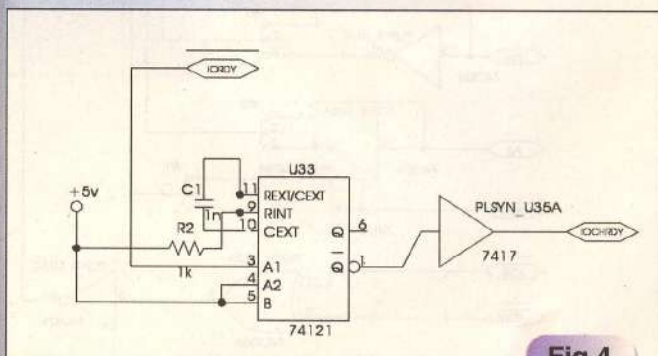 IORDY
U33
+5v
C1
1n
R2
1k
11 REXT/CEXT
9 RINT
10 CEXT
3 A1
4 A2
5 B
Q 6
Q 1
74121
PLSYN_U35A
7417
IOCHRDY
Fig 4